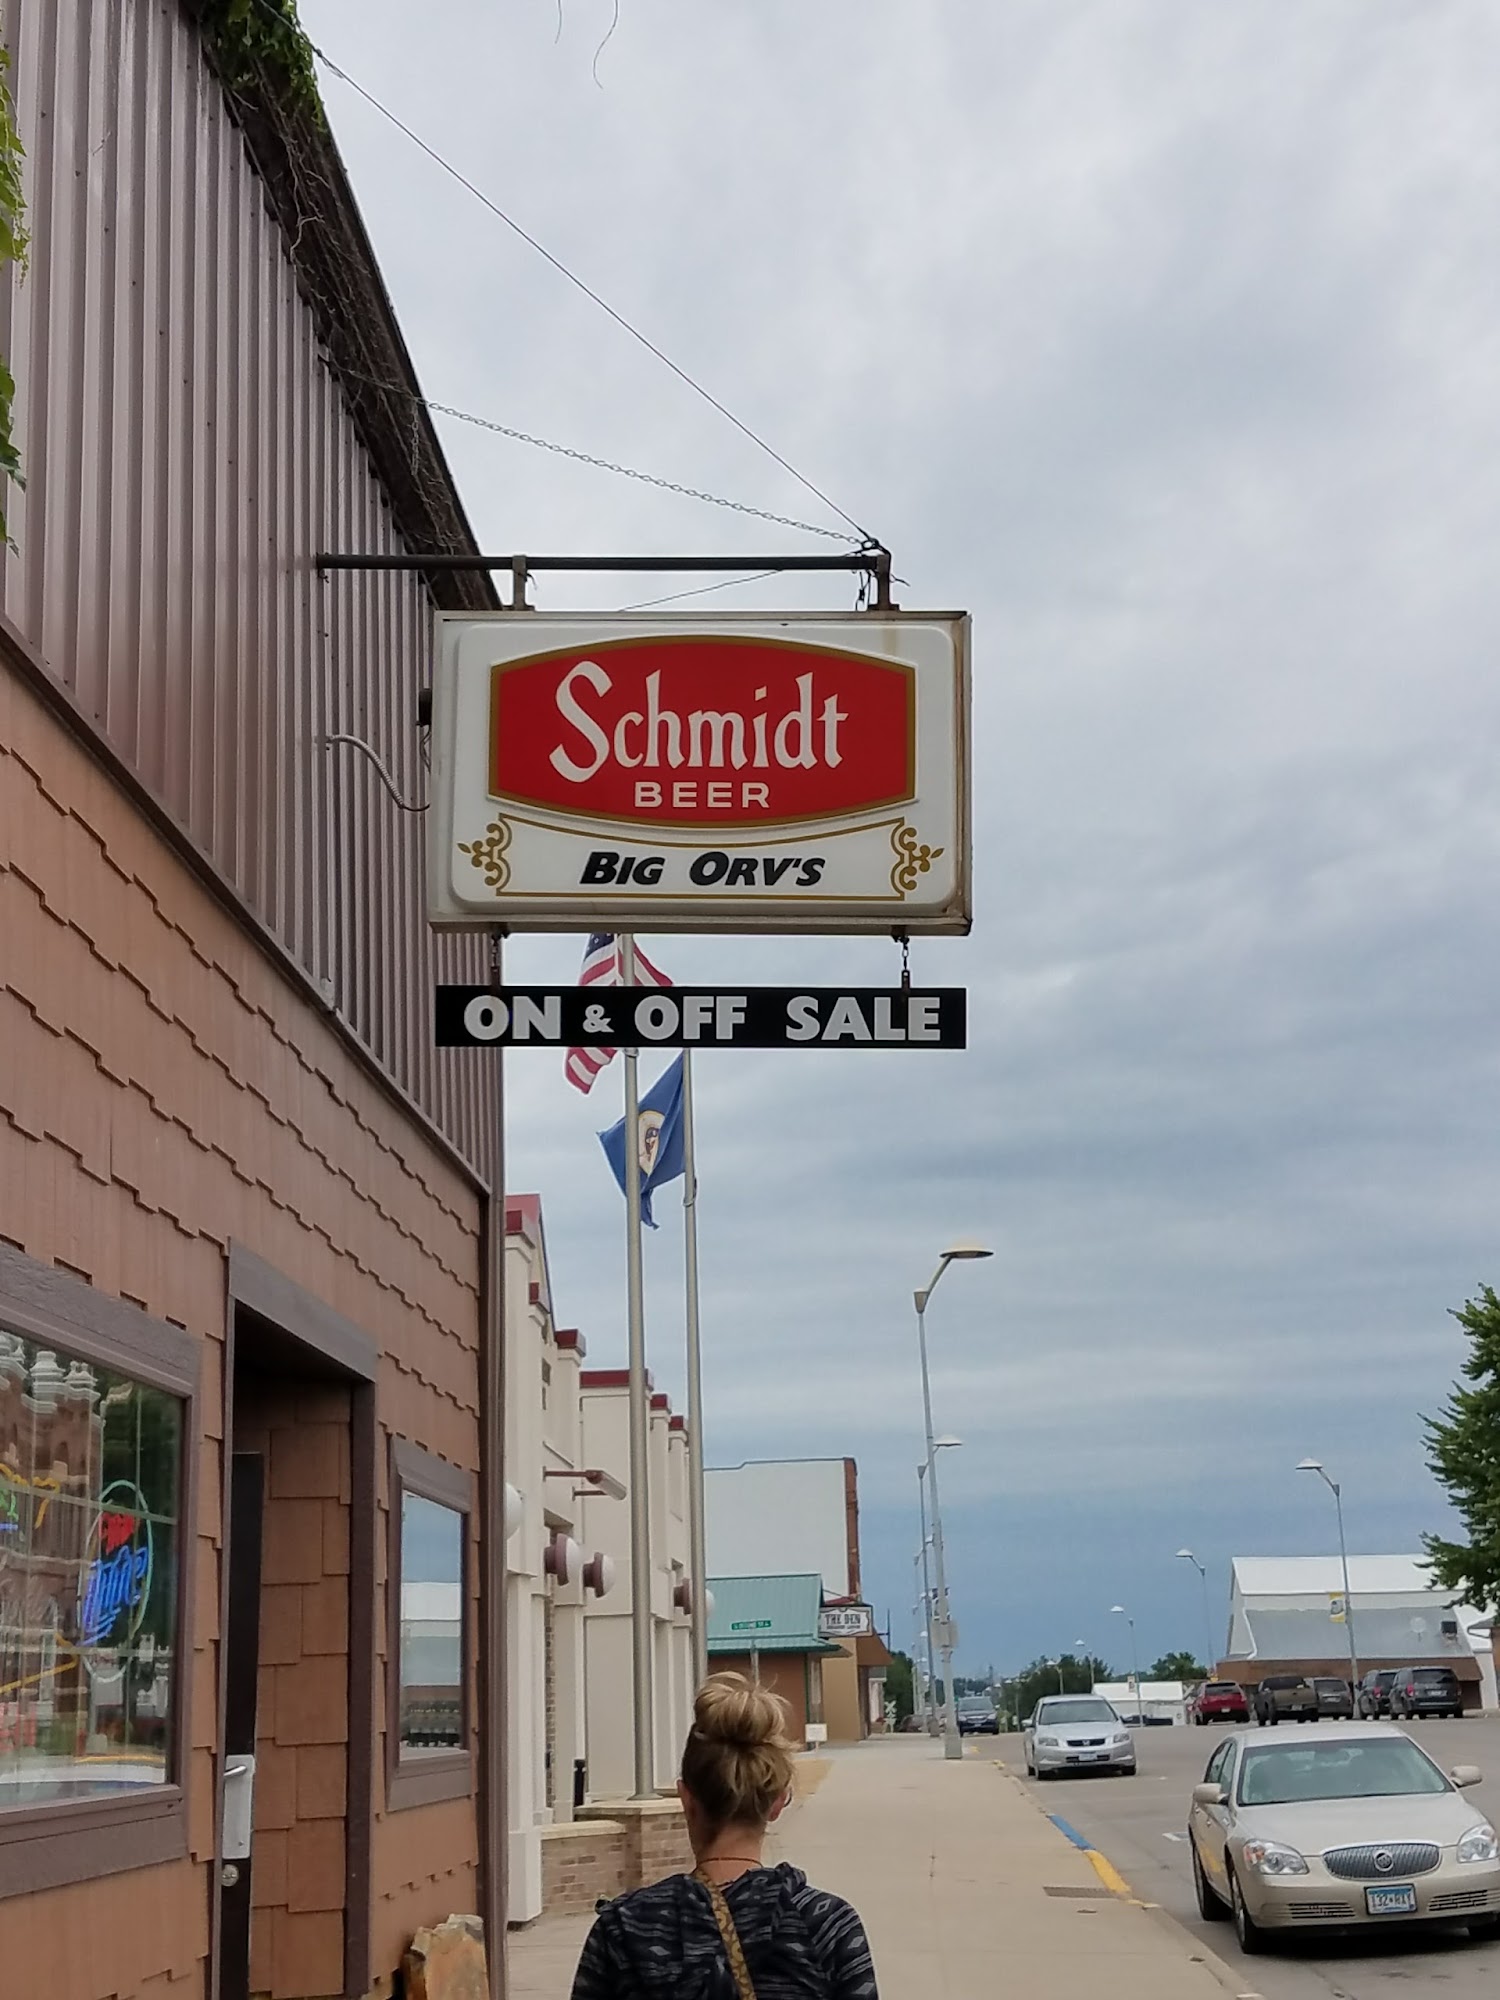 Schmidt
BEER
BIG ORV'S
ON & OFF SALE
THE DEN